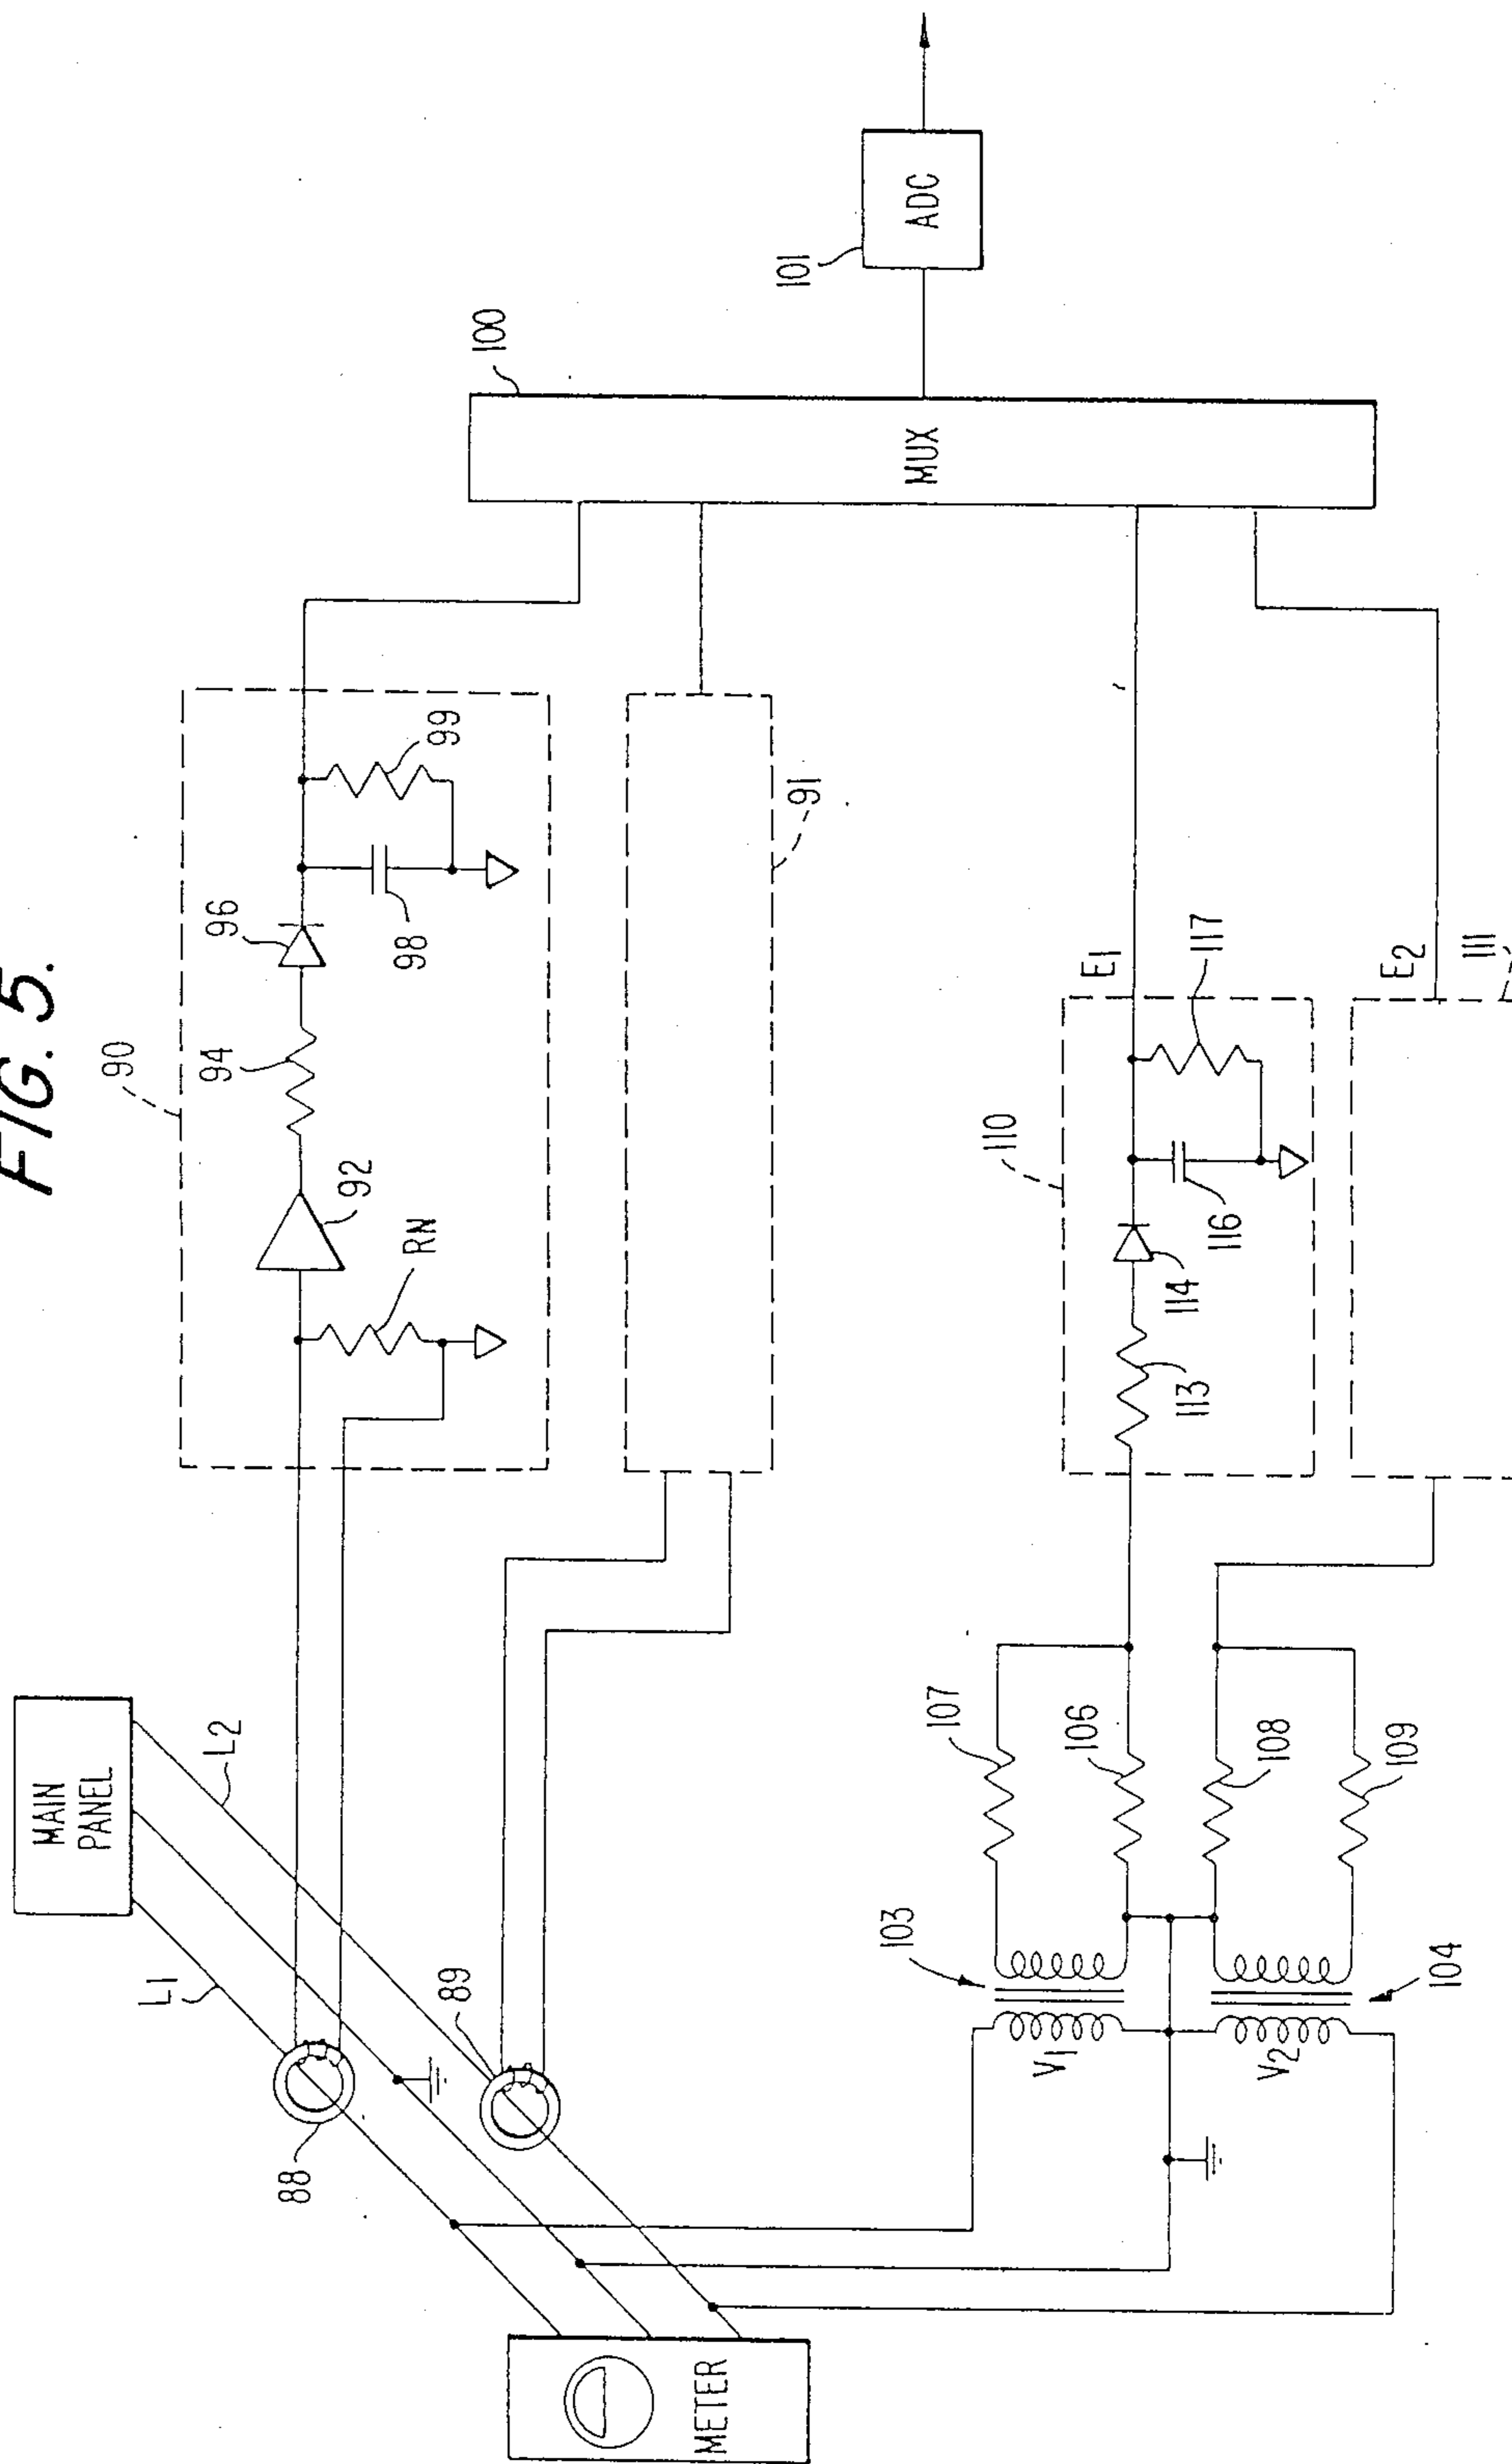 FIG. 5.
MAIN
PANEL
L1
L2
88
89
METER
90
RN
92
94
96
98
99
91
100
MUX
101
ADC
103
104
V1
V2
107
106
108
109
110
113
114
116
117
E1
E2
111